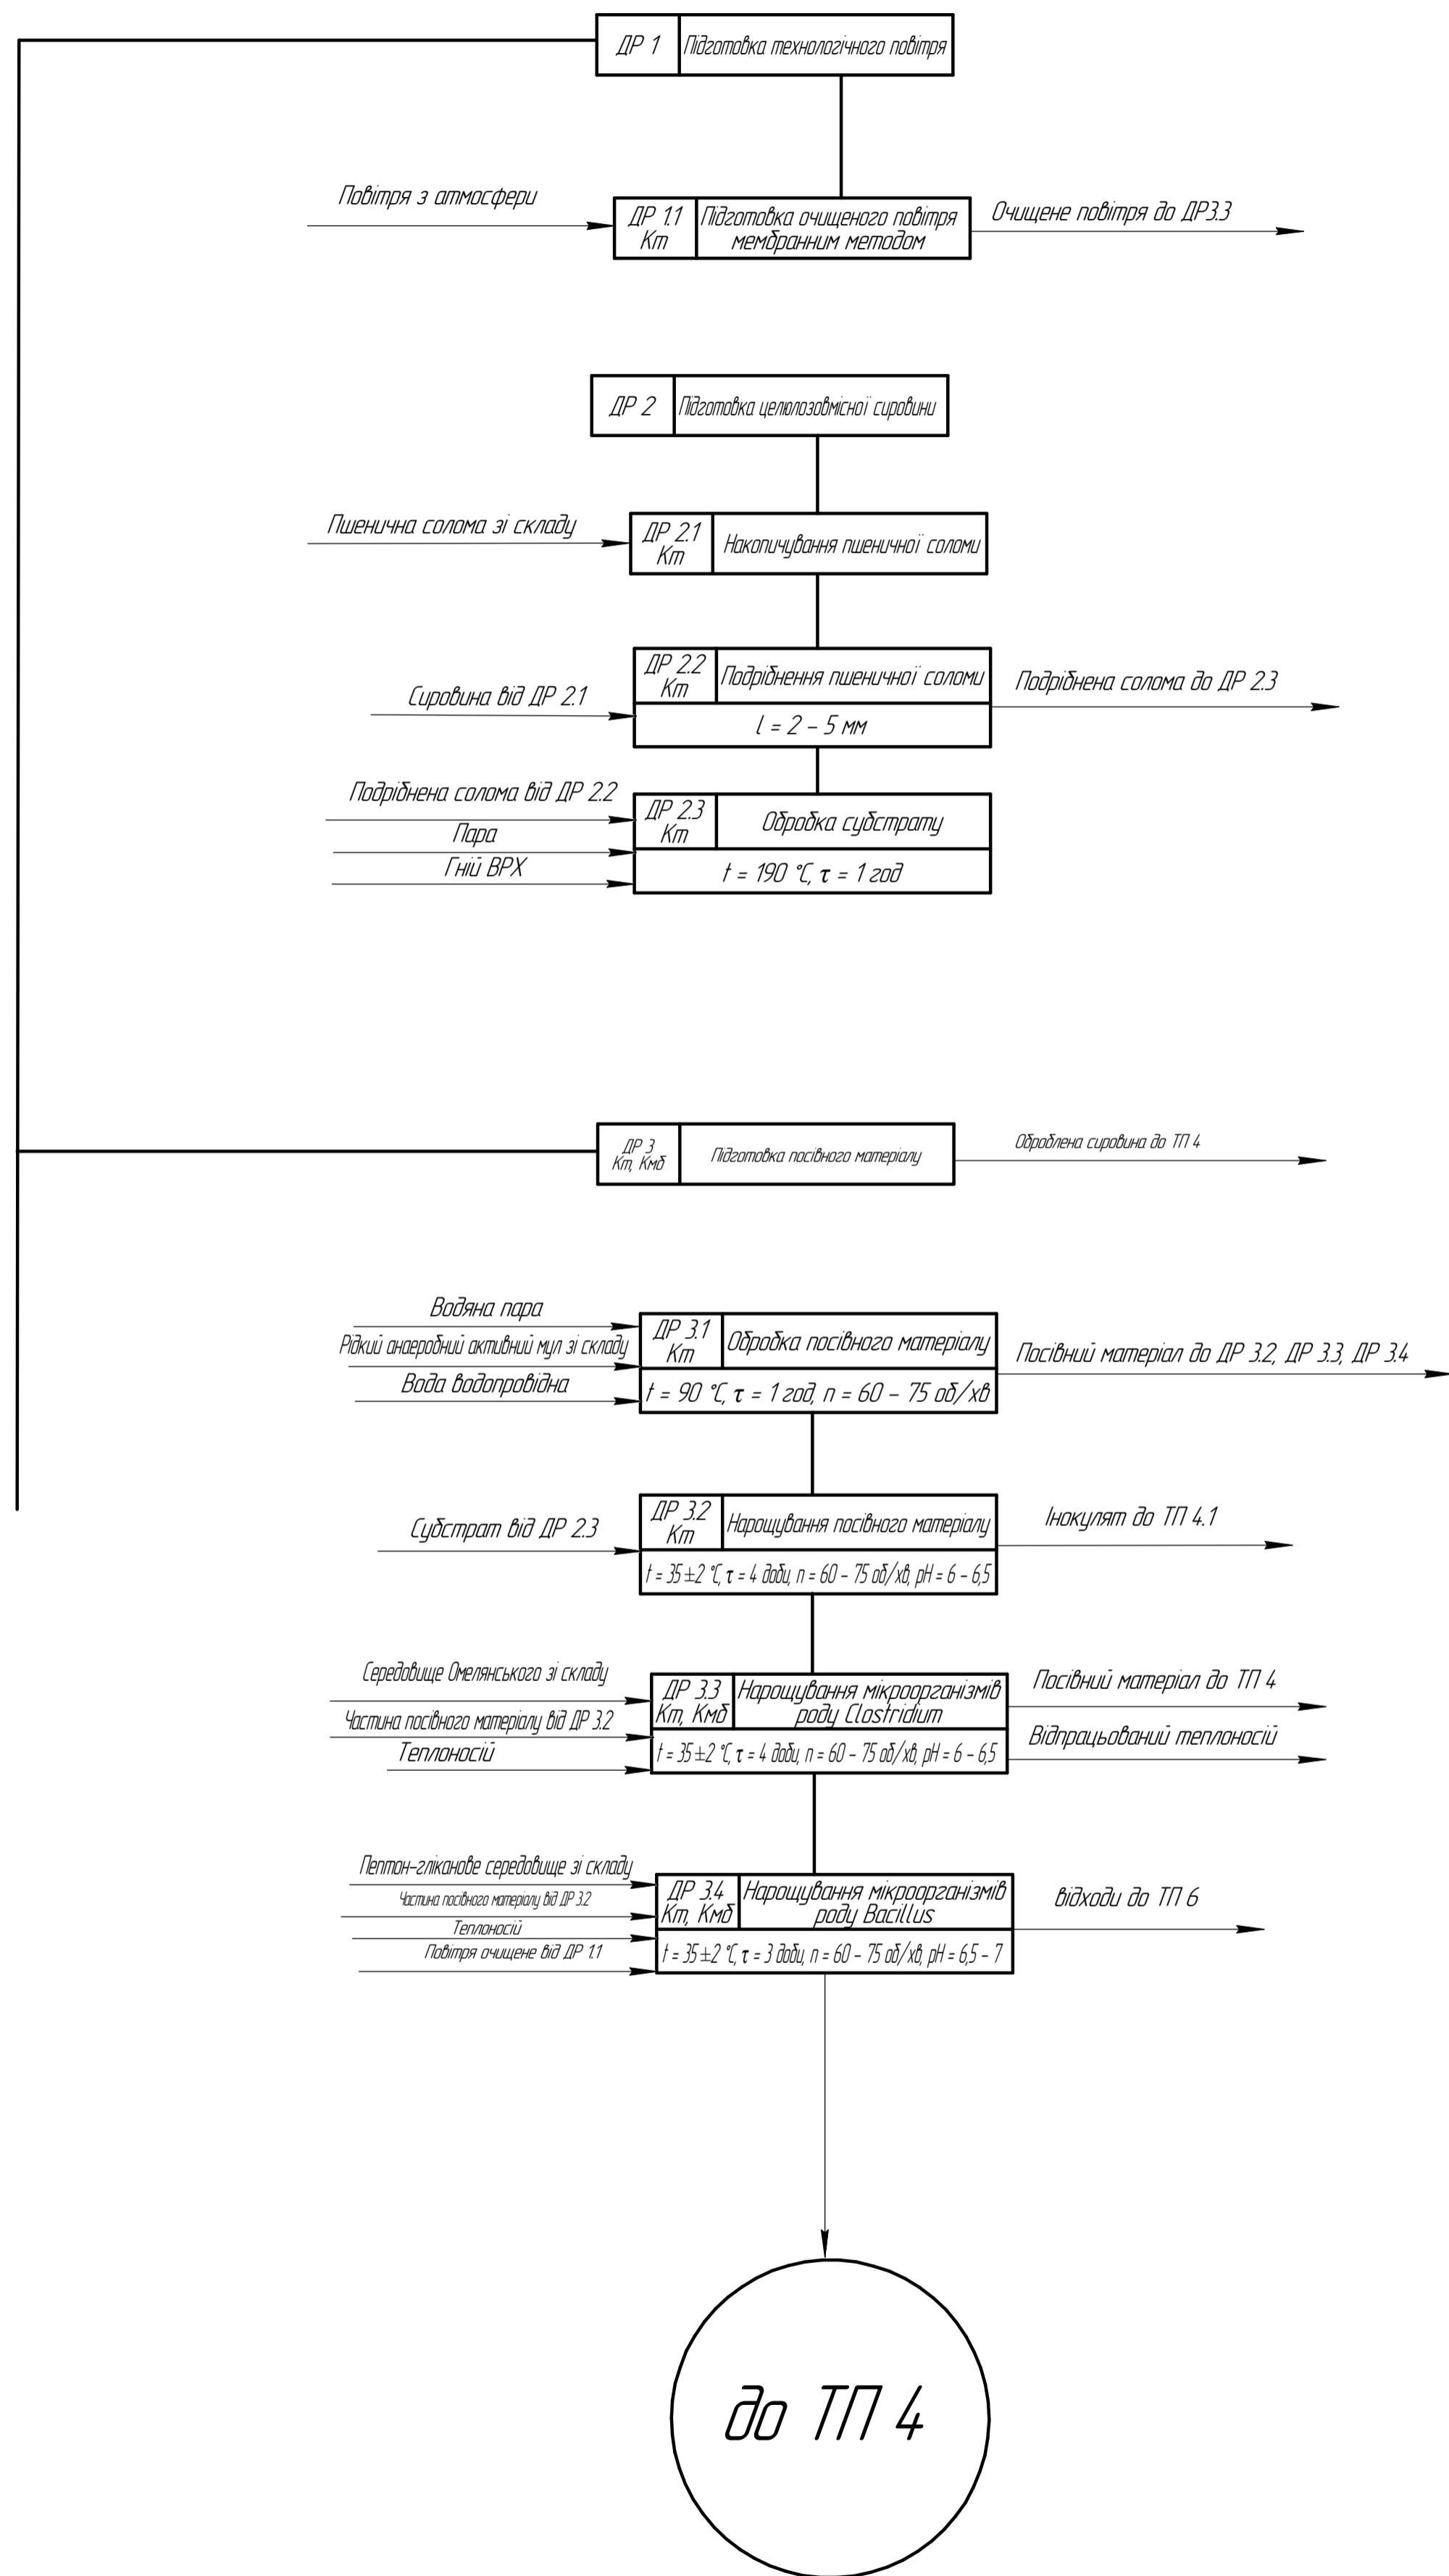 ДР 1
Підготовка технологічного повітря
Повітря з атмосфери
ДР 1.1
Кт
Підготовка очищеного повітря
мембранним методом
Очищене повітря до ДР3.3
ДР 2
Підготовка целюлозовмісної сировини
Пшенична солома зі складу
ДР 2.1
Кт
Накопичування пшеничної соломи
Сировина від ДР 2.1
ДР 2.2
Кт
Подрібнення пшеничної соломи
l = 2 – 5 мм
Подрібнена солома до ДР 2.3
Подрібнена солома від ДР 2.2
Пара
Гній ВРХ
ДР 2.3
Кт
Обробка субстрату
t = 190 °C, τ = 1 год
ДР 3
Кт, Кмб
Підготовка посівного матеріалу
Оброблена сировина до ТП 4
Водяна пара
Рідкий анаеробний активний мул зі складу
Вода водопровідна
ДР 3.1
Кт
Обробка посівного матеріалу
t = 90 °C, τ = 1 год, n = 60 – 75 об/хв
Посівний матеріал до ДР 3.2, ДР 3.3, ДР 3.4
Субстрат від ДР 2.3
ДР 3.2
Кт
Нарощування посівного матеріалу
t = 35 ±2 °C, τ = 4 доби, n = 60 – 75 об/хв, pH = 6 – 6,5
Інокулят до ТП 4.1
Середовище Омелянського зі складу
Частина посівного матеріалу від ДР 3.2
Теплоносій
ДР 3.3
Кт, Кмб
Нарощування мікроорганізмів
роду Clostridium
t = 35 ±2 °C, τ = 4 доби, n = 60 – 75 об/хв, pH = 6 – 6,5
Посівний матеріал до ТП 4
Відпрацьований теплоносій
Пептон-гліканове середовище зі складу
Частина посівного матеріалу від ДР 3.2
Теплоносій
Повітря очищене від ДР 1.1
ДР 3.4
Кт, Кмб
Нарощування мікроорганізмів
роду Bacillus
t = 35 ±2 °C, τ = 3 доби, n = 60 – 75 об/хв, pH = 6,5 – 7
відходи до ТП 6
до ТП 4